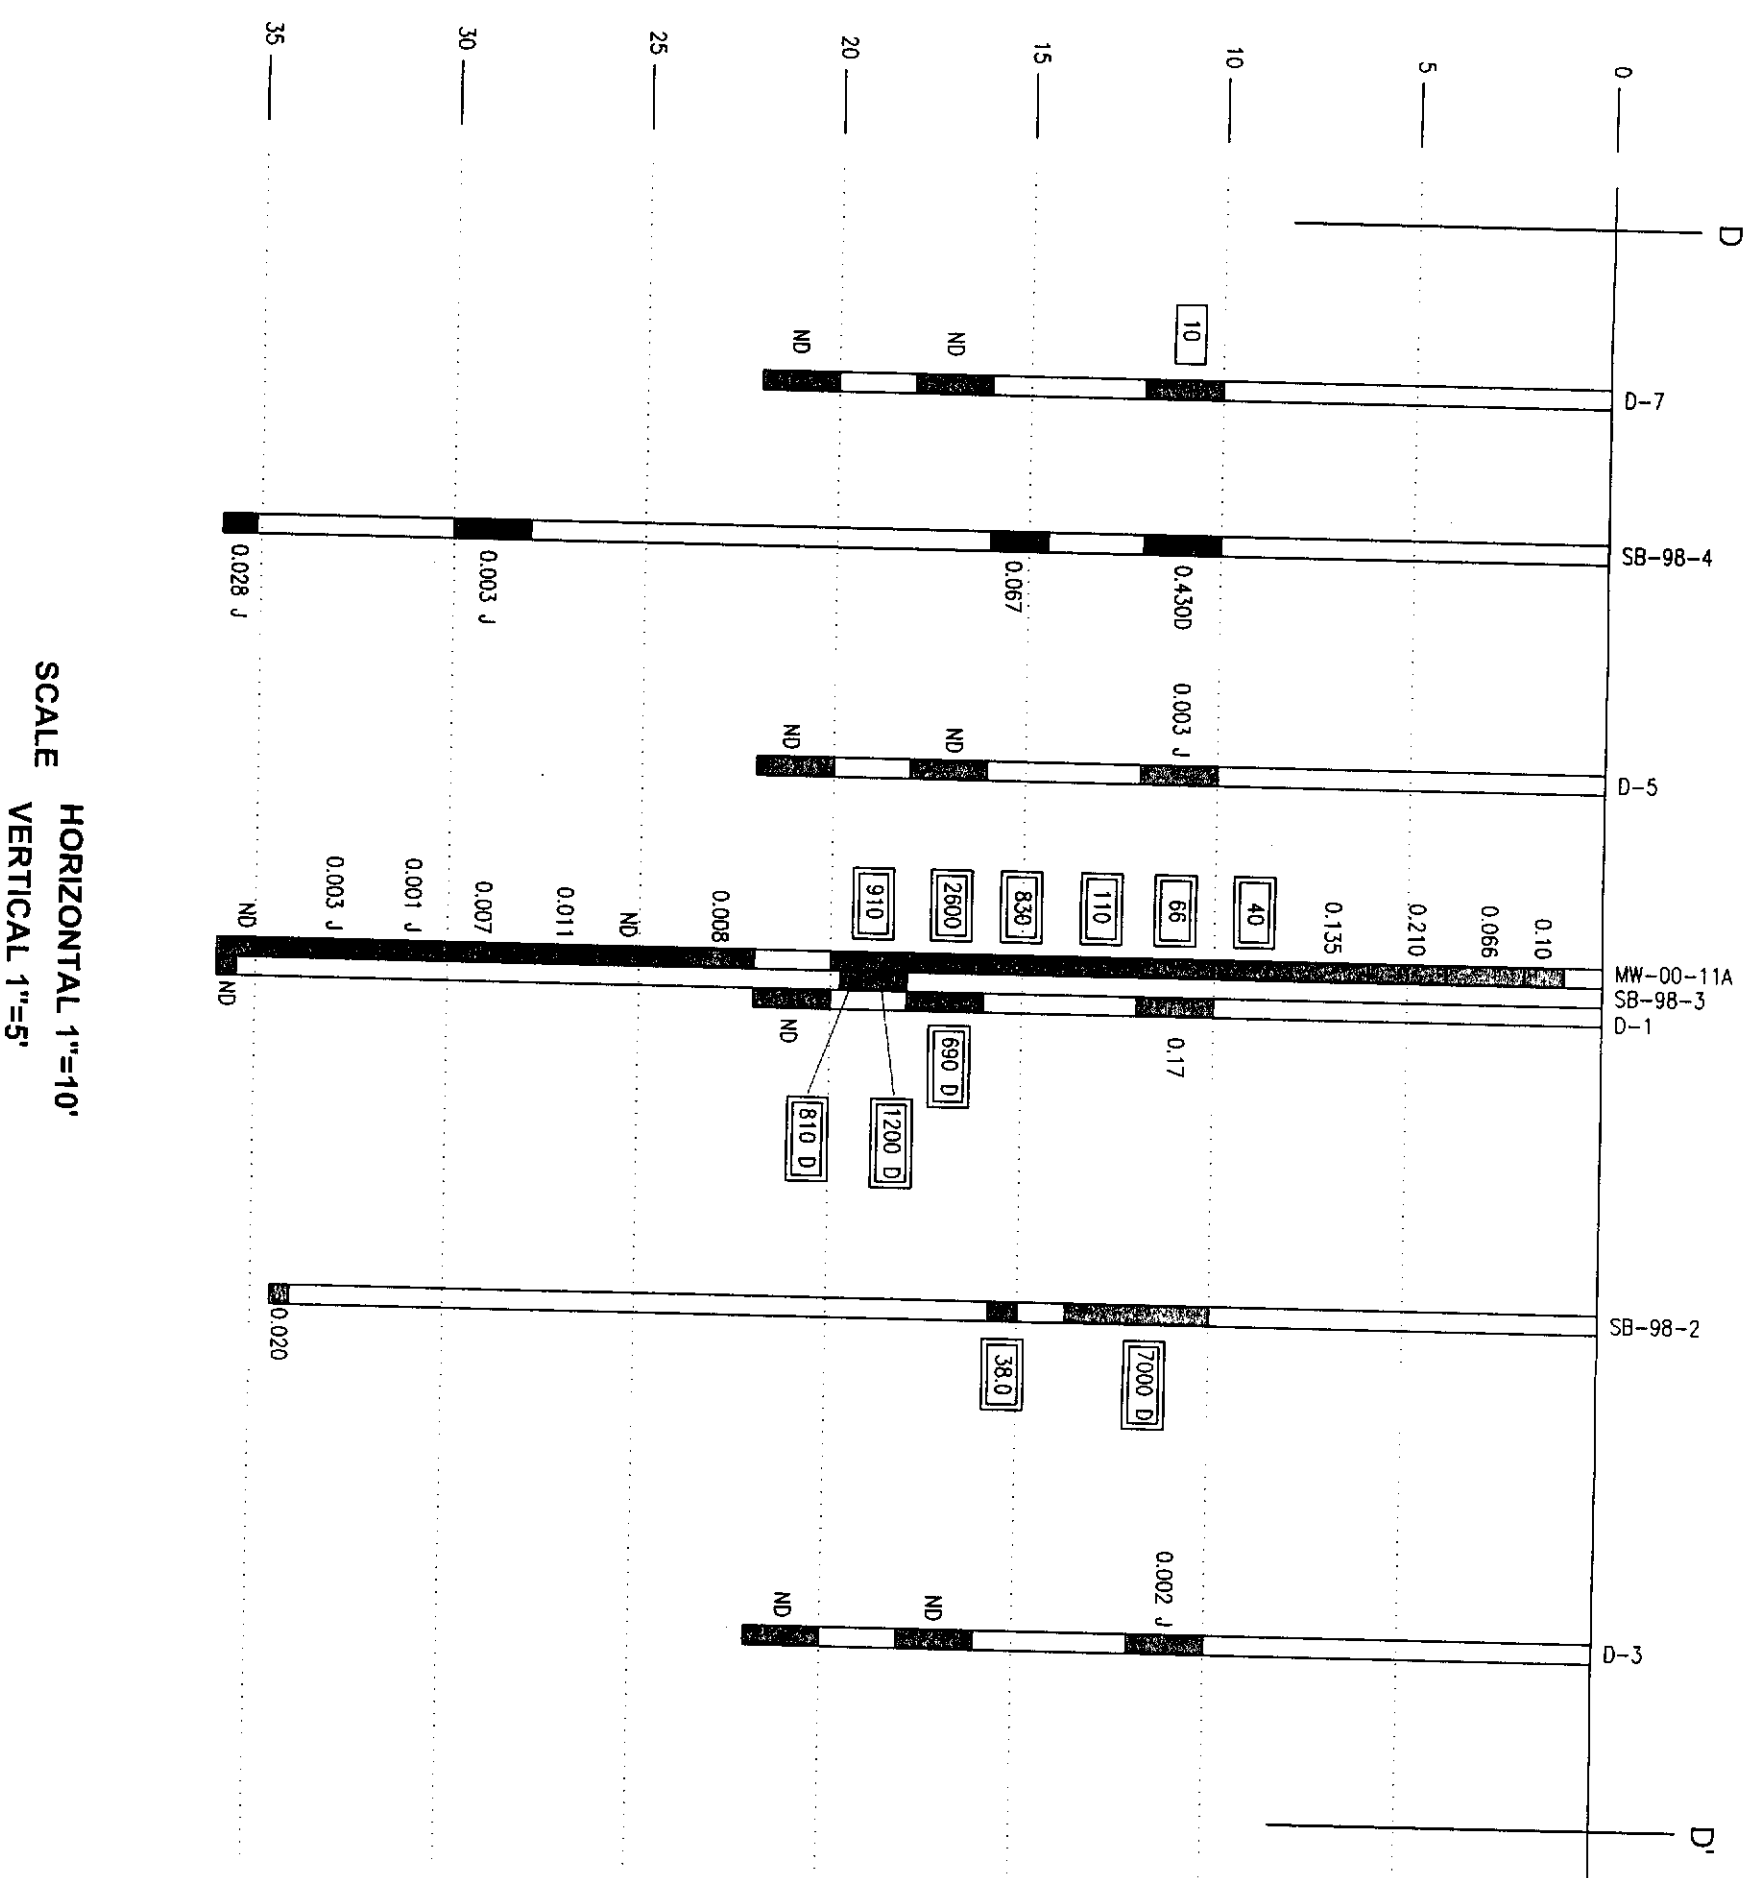 D
D'
0
5
10
15
20
25
30
35
D-7
10
ND
ND
SB-98-4
0.430D
0.067
0.003 J
0.028 J
D-5
0.003 J
ND
ND
MW-00-11A
0.10
0.066
0.210
0.135
40
66
110
830
2600
910
0.008
ND
0.011
0.007
0.001 J
0.003 J
ND
SB-98-3
1200 D
810 D
ND
D-1
0.17
690 D
ND
SB-98-2
7000 D
38.0
0.020
D-3
0.002 J
ND
ND
SCALE HORIZONTAL 1"=10'
VERTICAL 1"=5'